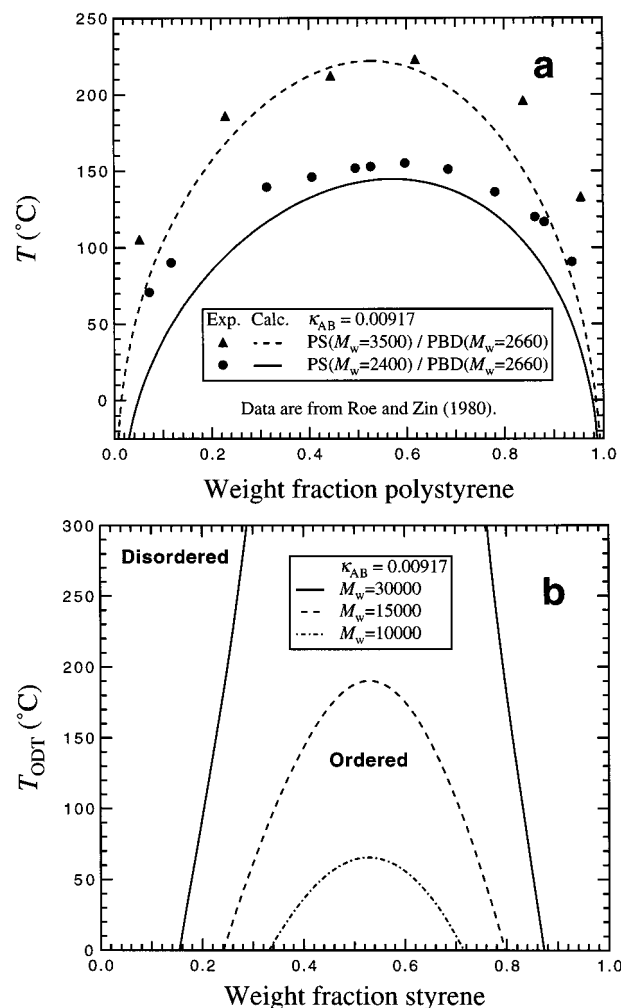 250
200
150
100
50
0
T (°C)
a
Exp. Calc. κAB = 0.00917
PS(Mw=3500) / PBD(Mw=2660)
PS(Mw=2400) / PBD(Mw=2660)
Data are from Roe and Zin (1980).
0.0 0.2 0.4 0.6 0.8 1.0
Weight fraction polystyrene
300
250
200
150
100
50
0
TODT (°C)
Disordered
b
κAB = 0.00917
Mw=30000
Mw=15000
Mw=10000
Ordered
0.0 0.2 0.4 0.6 0.8 1.0
Weight fraction styrene